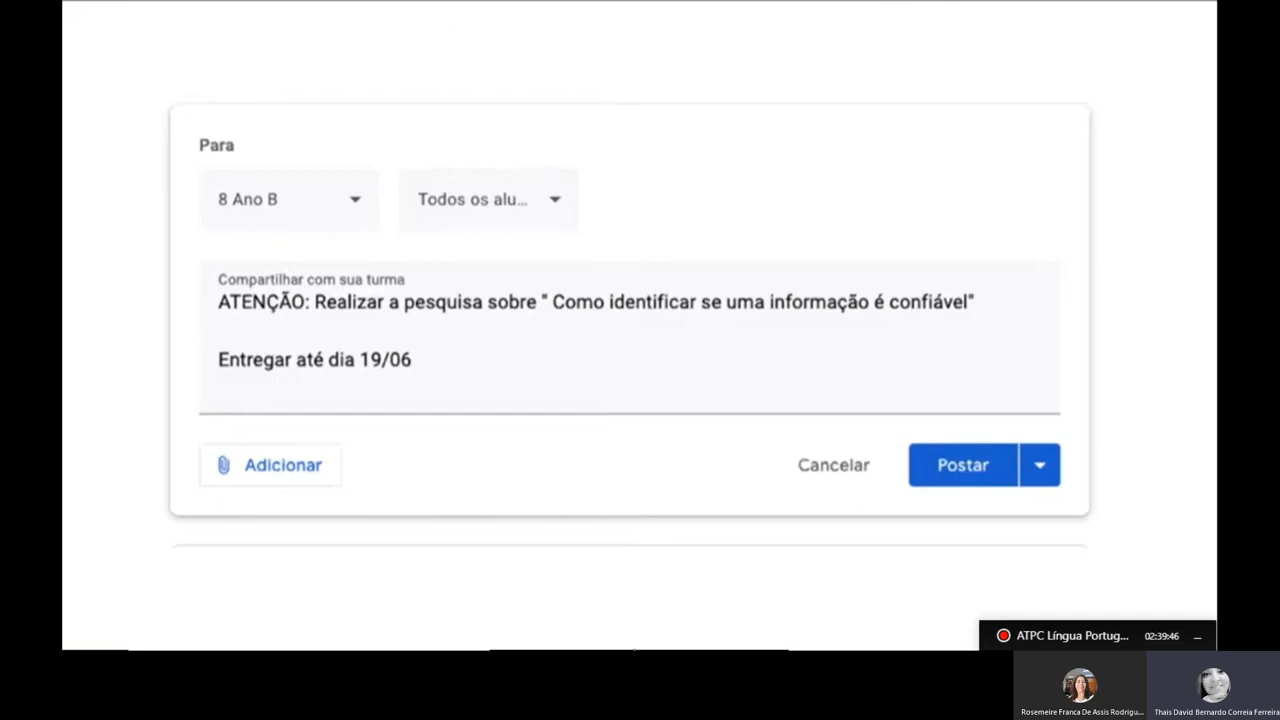 Para
8 Ano B
Todos os alu...
Compartilhar com sua turma
ATENÇÃO: Realizar a pesquisa sobre " Como identificar se uma informação é confiável"
Entregar até dia 19/06
Adicionar
Cancelar
Postar
ATPC Língua Portug...
02:39:46
Rosemeire Franca De Assis Rodrigu...
Thais David Bernardo Correia Ferreira